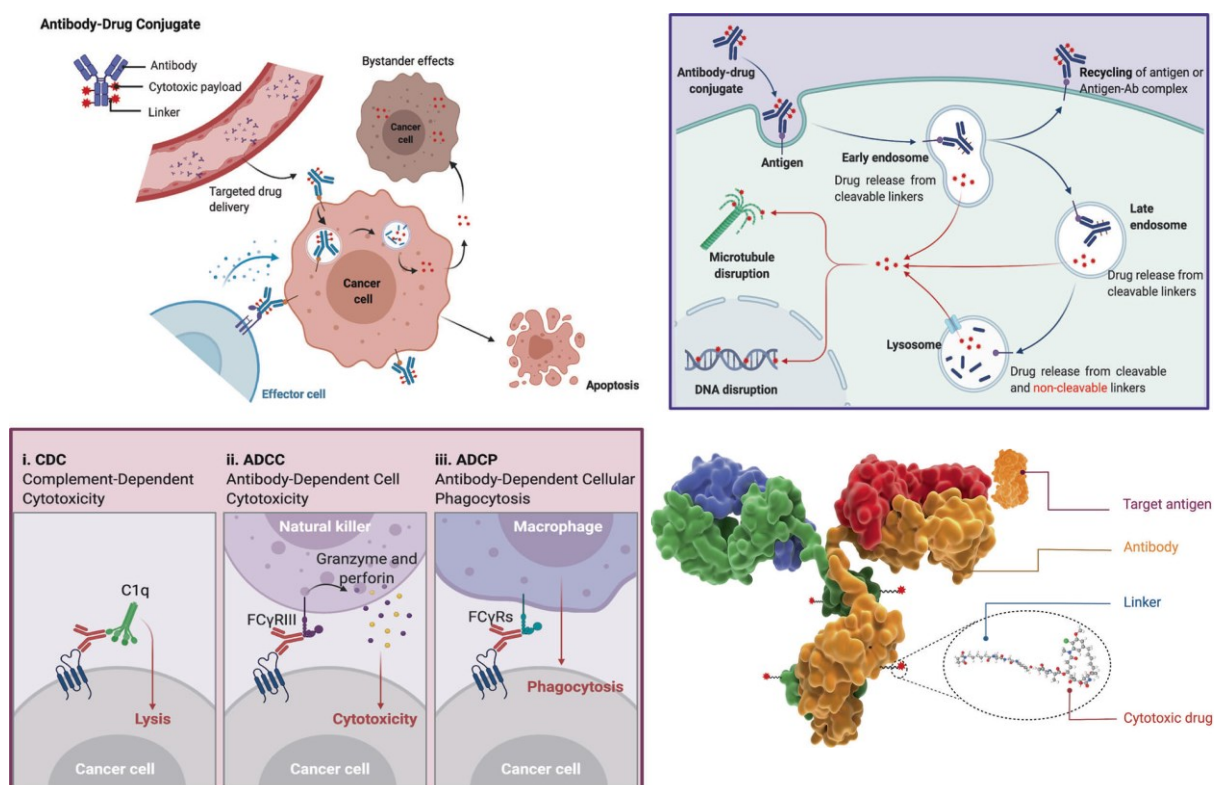 Antibody-Drug Conjugate
Antibody
Cytotoxic payload
Linker
Targeted drug
delivery
Bystander effects
Cancer
cell
Cancer
cell
Effector cell
Apoptosis
Antibody-drug
conjugate
Antigen
Recycling of antigen or
Antigen-Ab complex
Early endosome
Drug release from
cleavable linkers
Late
endosome
Drug release from
cleavable linkers
Microtubule
disruption
Lysosome
Drug release from cleavable
and non-cleavable linkers
DNA disruption
i. CDC
Complement-Dependent
Cytotoxicity
C1q
Lysis
Cancer cell
ii. ADCC
Antibody-Dependent Cell
Cytotoxicity
Natural killer
Granzyme and
perforin
FCγRIII
Cytotoxicity
Cancer cell
iii. ADCP
Antibody-Dependent Cellular
Phagocytosis
Macrophage
FCγRs
Phagocytosis
Cancer cell
Target antigen
Antibody
Linker
Cytotoxic drug